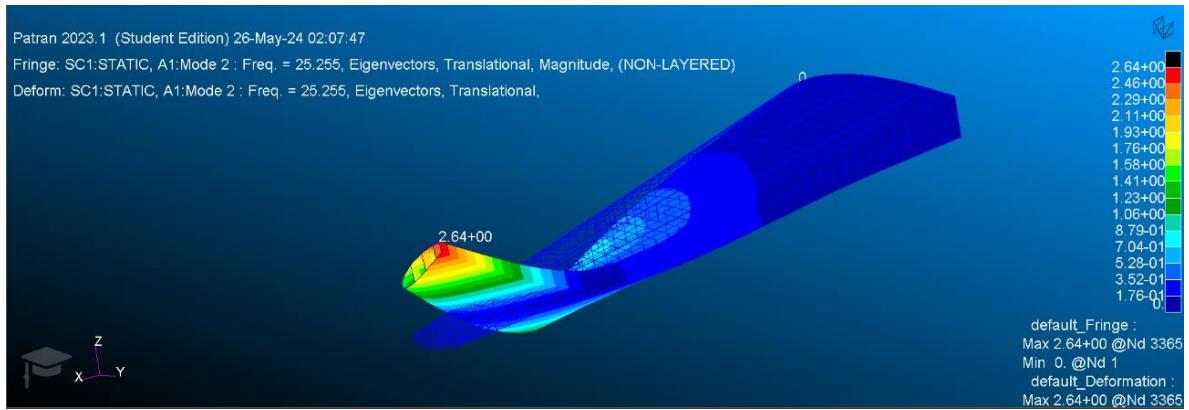 Patran 2023.1 (Student Edition) 26-May-24 02:07:47
Fringe: SC1:STATIC, A1:Mode 2 : Freq. = 25.255, Eigenvectors, Translational, Magnitude, (NON-LAYERED)
Deform: SC1:STATIC, A1:Mode 2 : Freq. = 25.255, Eigenvectors, Translational,
0
2.64+00
2.64+00
2.46+00
2.29+00
2.11+00
1.93+00
1.76+00
1.58+00
1.41+00
1.23+00
1.06+00
8.79-01
7.04-01
5.28-01
3.52-01
1.76-01
0.
default_Fringe :
Max 2.64+00 @Nd 3365
Min 0. @Nd 1
default_Deformation :
Max 2.64+00 @Nd 3365
Z
X
Y